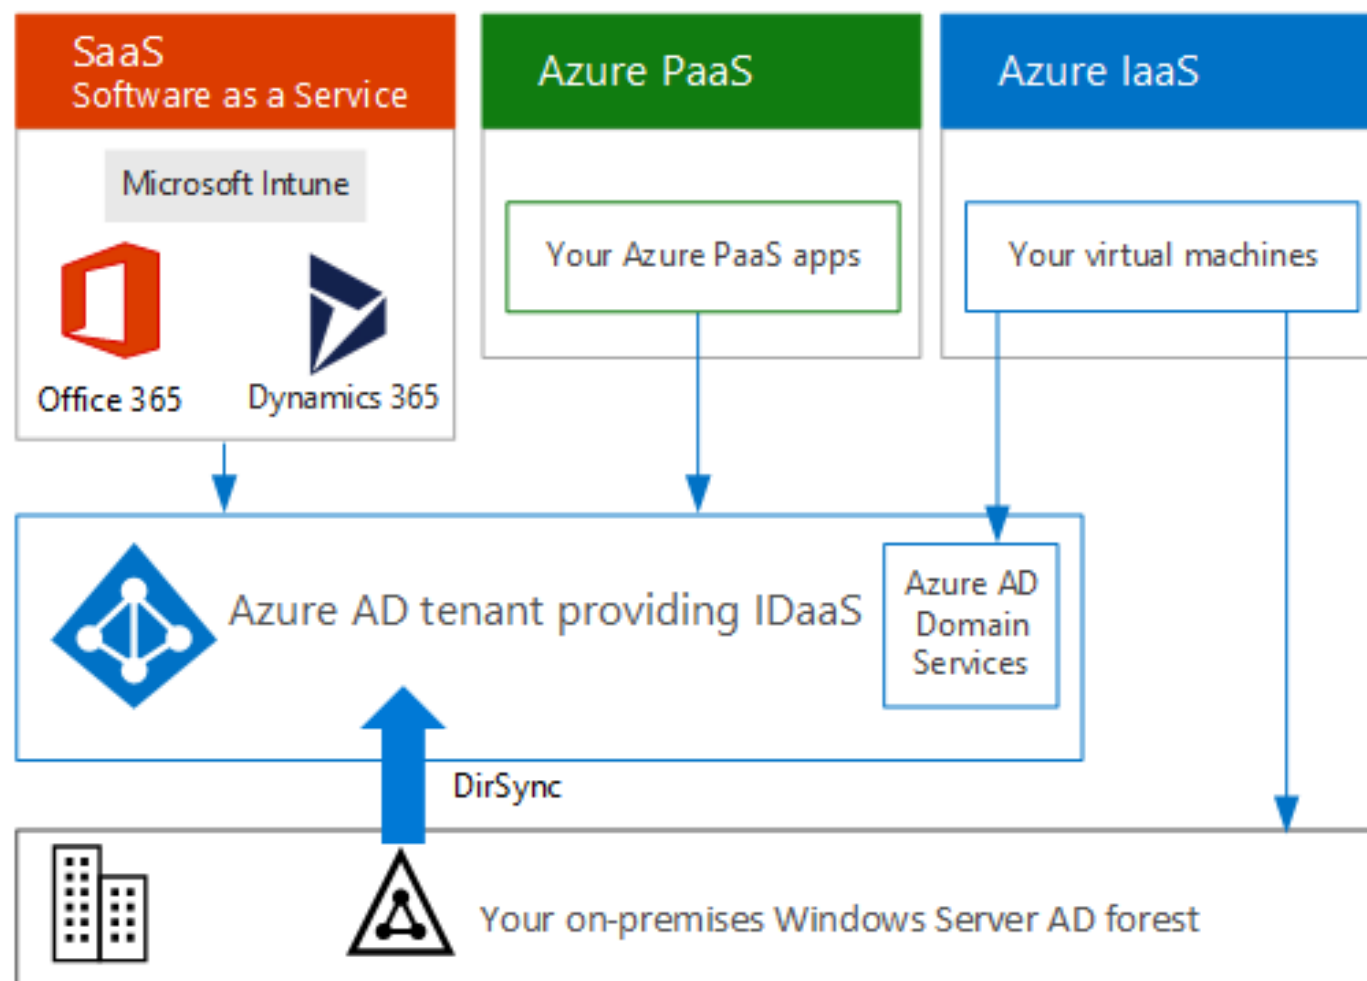 SaaS
Software as a Service
Microsoft Intune
Office 365
Dynamics 365
Azure PaaS
Your Azure PaaS apps
Azure IaaS
Your virtual machines
Azure AD tenant providing IDaaS
Azure AD
Domain
Services
DirSync
Your on-premises Windows Server AD forest